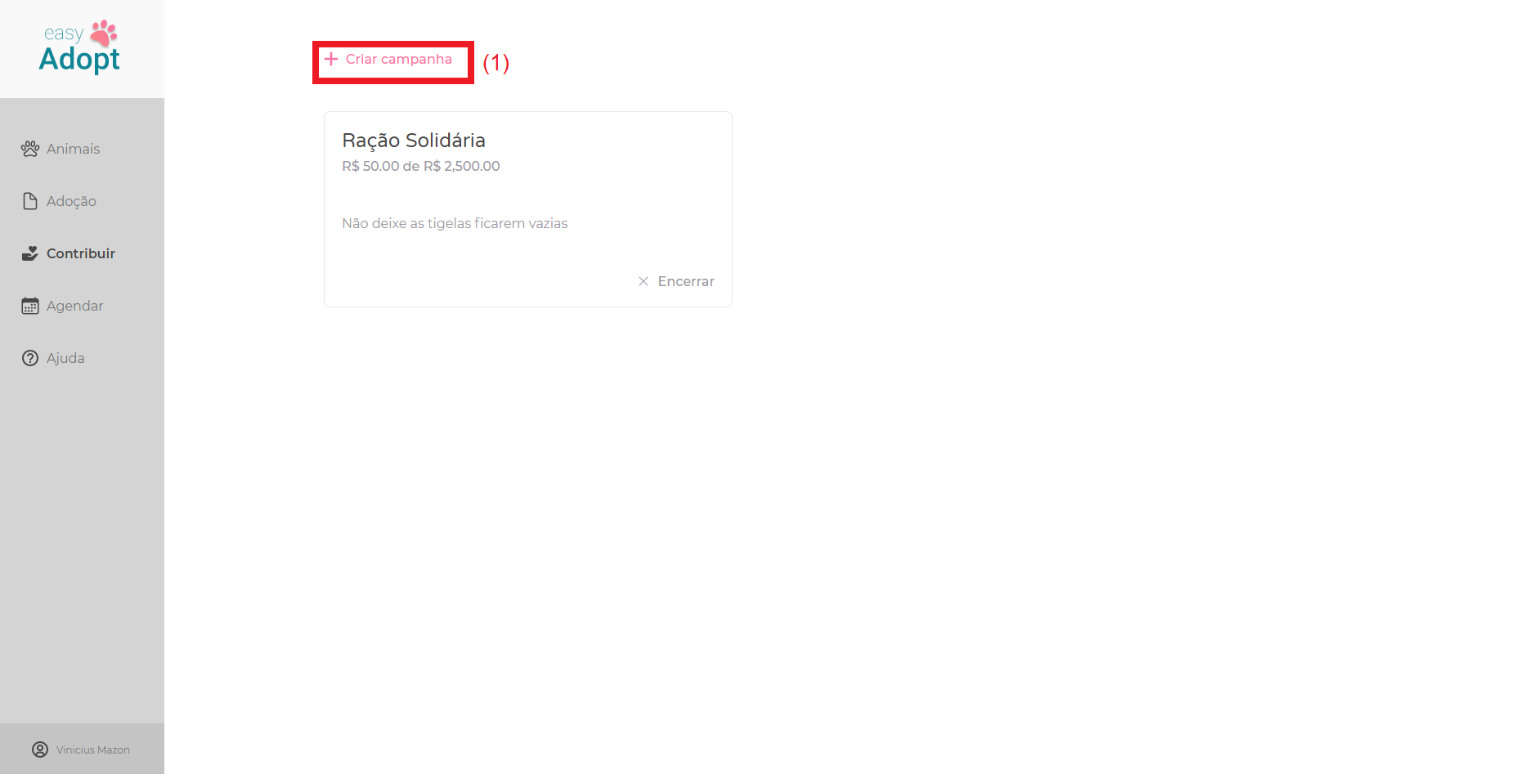 easy
Adopt
Animais
Adoção
Contribuir
Agendar
Ajuda
Vinicius Mazon
Criar campanha (1)
Ração Solidária
R$ 50.00 de R$ 2,500.00
Não deixe as tigelas ficarem vazias
Encerrar